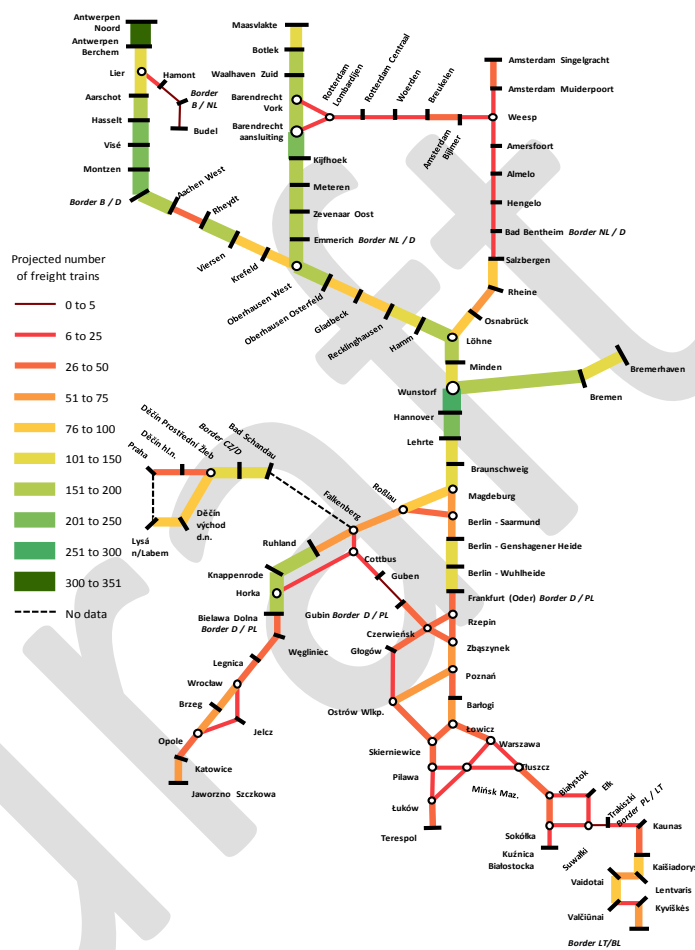 Antwerpen
Noord
Antwerpen
Berchem
Lier
Hamont
Border
B / NL
Aarschot
Hasselt
Budel
Visé
Montzen
Border B / D
Aachen West
Rheydt
Viersen
Krefeld
Maasvlakte
Botlek
Waalhaven Zuid
Barendrecht
Vork
Barendrecht
aansluiting
Kijfhoek
Meteren
Zevenaar Oost
Emmerich Border NL / D
Oberhausen West
Oberhausen Osterfeld
Gladbeck
Recklinghausen
Hamm
Rotterdam
Lombardijen
Rotterdam Centraal
Woerden
Breukelen
Amsterdam
Bijlmer
Amsterdam Singelgracht
Amsterdam Muiderpoort
Weesp
Amersfoort
Almelo
Hengelo
Bad Bentheim Border NL / D
Salzbergen
Rheine
Osnabrück
Löhne
Minden
Wunstorf
Bremerhaven
Bremen
Hannover
Lehrte
Braunschweig
Magdeburg
Roßlau
Berlin - Saarmund
Berlin - Genshagener Heide
Berlin - Wuhlheide
Frankfurt (Oder) Border D / PL
Rzepin
Zbąszynek
Poznań
Barłogi
Łowicz
Warszawa
Tłuszcz
Projected number
of freight trains
0 to 5
6 to 25
26 to 50
51 to 75
76 to 100
101 to 150
151 to 200
201 to 250
251 to 300
300 to 351
No data
Praha
Děčín hl.n.
Děčín Prostřední Žleb
Border CZ/D
Bad Schandau
Lysá
n/Labem
Děčín
východ
d.n.
Falkenberg
Ruhland
Cottbus
Knappenrode
Guben
Horka
Gubin Border D / PL
Bielawa Dolna
Border D / PL
Czerwieńsk
Węgliniec
Głogów
Legnica
Wrocław
Brzeg
Jelcz
Opole
Katowice
Jaworzno Szczkowa
Ostrów Wlkp.
Skierniewice
Pilawa
Mińsk Maz.
Łuków
Terespol
Białystok
Ełk
Trakiszki
Border PL / LT
Sokółka
Suwałki
Kuźnica
Białostocka
Kaunas
Kaišiadorys
Vaidotai
Lentvaris
Valčiūnai
Kyviškės
Border LT/BL